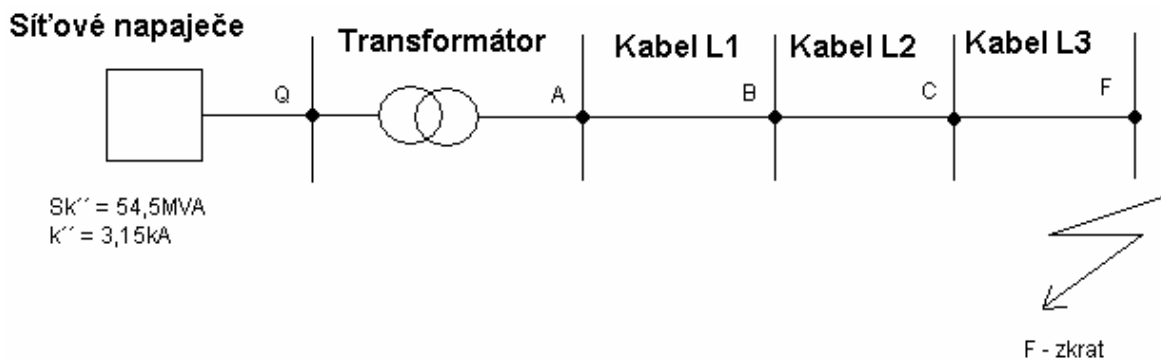 Síťové napaječe
Transformátor
Kabel L1
Kabel L2
Kabel L3
Q
A
B
C
F
Sk´´ = 54,5MVA
k´´ = 3,15kA
F - zkrat